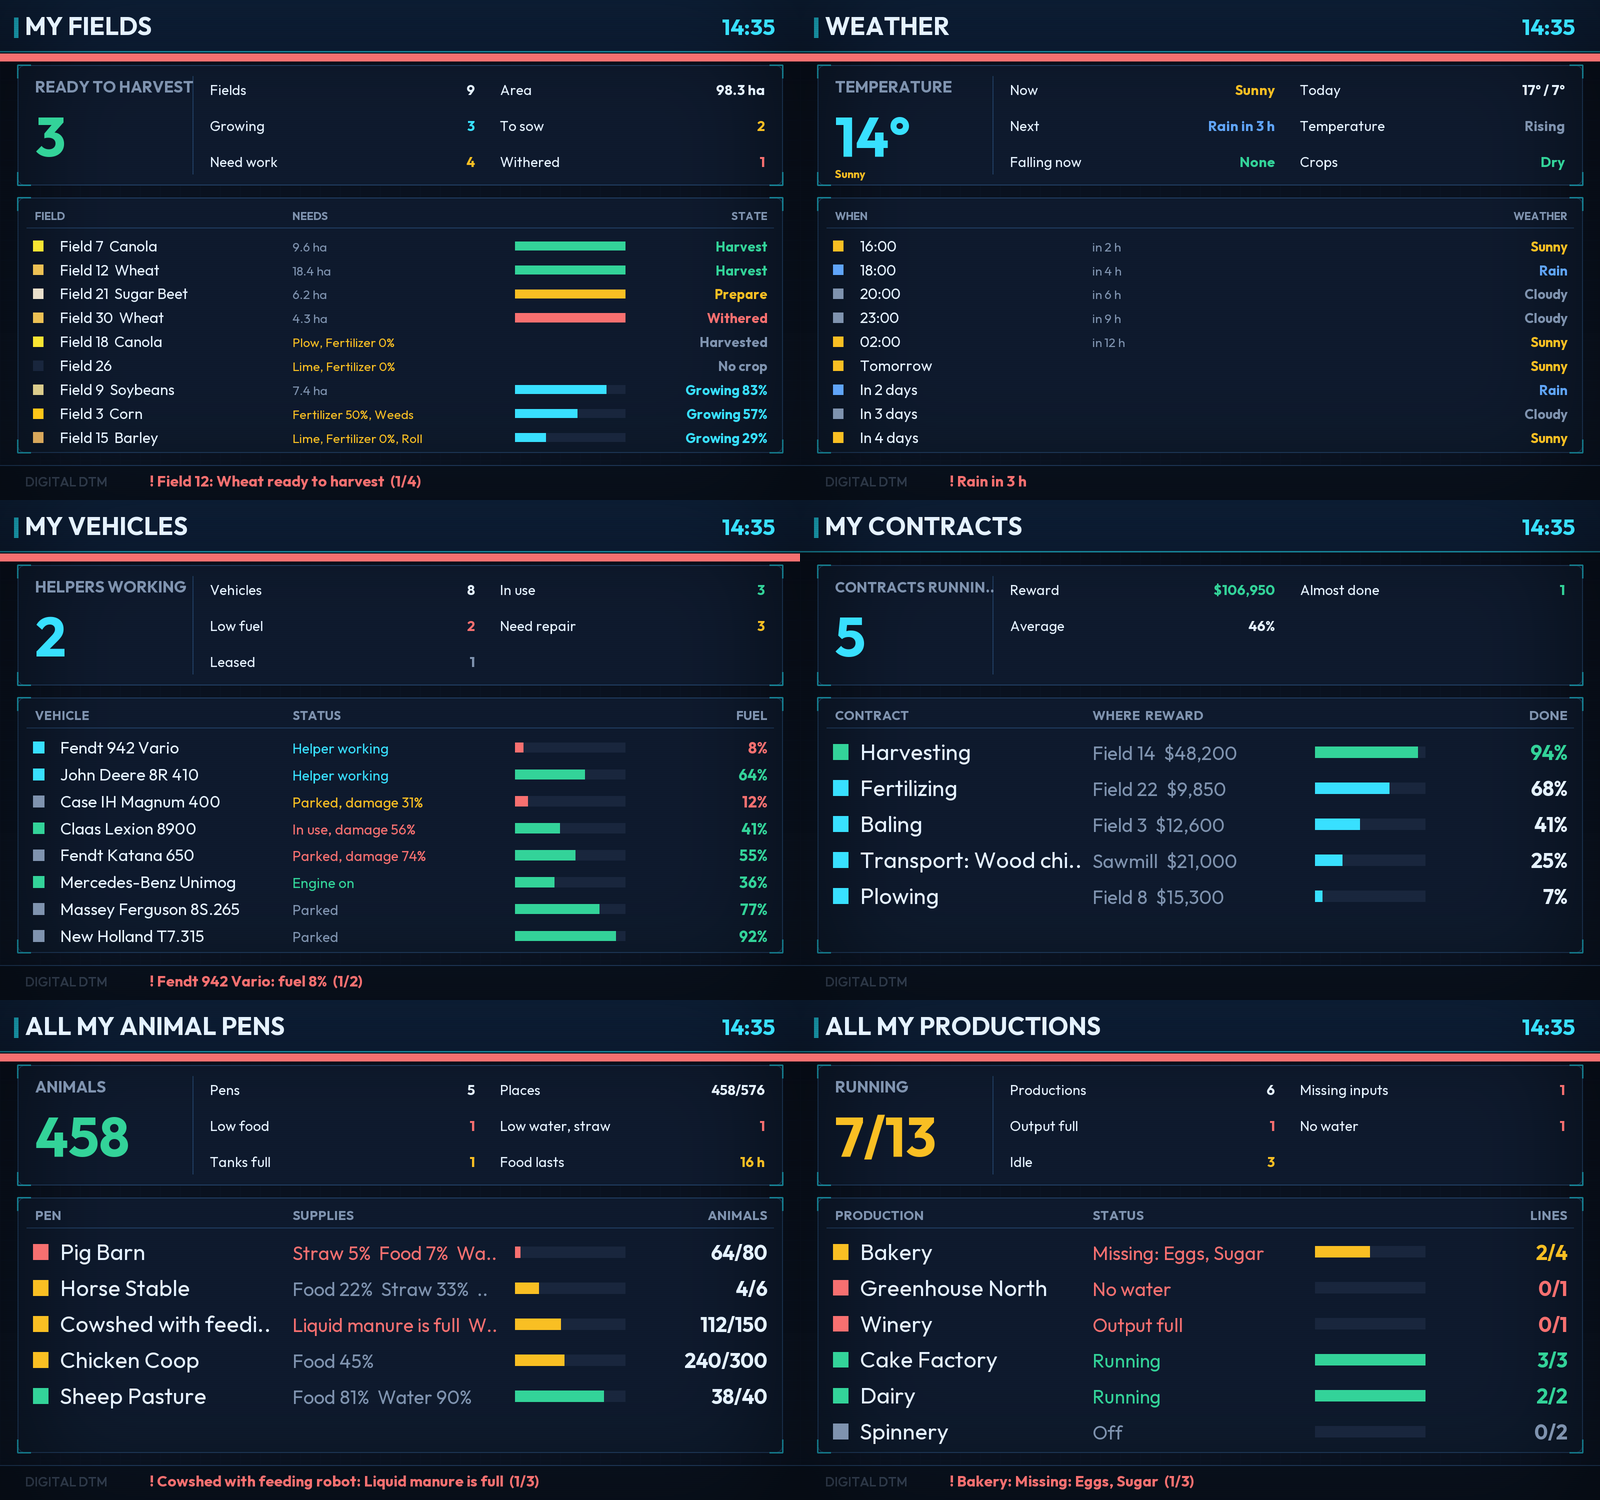 MY FIELDS 14:35
READY TO HARVEST
3
Fields 9 Area 98.3 ha
Growing 3 To sow 2
Need work 4 Withered 1
FIELD NEEDS STATE
Field 7 Canola 9.6 ha Harvest
Field 12 Wheat 18.4 ha Harvest
Field 21 Sugar Beet 6.2 ha Prepare
Field 30 Wheat 4.3 ha Withered
Field 18 Canola Plow, Fertilizer 0% Harvested
Field 26 Lime, Fertilizer 0% No crop
Field 9 Soybeans 7.4 ha Growing 83%
Field 3 Corn Fertilizer 50%, Weeds Growing 57%
Field 15 Barley Lime, Fertilizer 0%, Roll Growing 29%
DIGITAL DTM ! Field 12: Wheat ready to harvest (1/4)
WEATHER 14:35
TEMPERATURE
14°
Sunny
Now Sunny Today 17° / 7°
Next Rain in 3 h Temperature Rising
Falling now None Crops Dry
WHEN WEATHER
16:00 in 2 h Sunny
18:00 in 4 h Rain
20:00 in 6 h Cloudy
23:00 in 9 h Cloudy
02:00 in 12 h Sunny
Tomorrow Sunny
In 2 days Rain
In 3 days Cloudy
In 4 days Sunny
DIGITAL DTM ! Rain in 3 h
MY VEHICLES 14:35
HELPERS WORKING
2
Vehicles 8 In use 3
Low fuel 2 Need repair 3
Leased 1
VEHICLE STATUS FUEL
Fendt 942 Vario Helper working 8%
John Deere 8R 410 Helper working 64%
Case IH Magnum 400 Parked, damage 31% 12%
Claas Lexion 8900 In use, damage 56% 41%
Fendt Katana 650 Parked, damage 74% 55%
Mercedes-Benz Unimog Engine on 36%
Massey Ferguson 8S.265 Parked 77%
New Holland T7.315 Parked 92%
DIGITAL DTM ! Fendt 942 Vario: fuel 8% (1/2)
MY CONTRACTS 14:35
CONTRACTS RUNNIN..
5
Reward $106,950 Almost done 1
Average 46%
CONTRACT WHERE REWARD DONE
Harvesting Field 14 $48,200 94%
Fertilizing Field 22 $9,850 68%
Baling Field 3 $12,600 41%
Transport: Wood chi.. Sawmill $21,000 25%
Plowing Field 8 $15,300 7%
DIGITAL DTM
ALL MY ANIMAL PENS 14:35
ANIMALS
458
Pens 5 Places 458/576
Low food 1 Low water, straw 1
Tanks full 1 Food lasts 16 h
PEN SUPPLIES ANIMALS
Pig Barn Straw 5% Food 7% Wa.. 64/80
Horse Stable Food 22% Straw 33% .. 4/6
Cowshed with feedi.. Liquid manure is full W.. 112/150
Chicken Coop Food 45% 240/300
Sheep Pasture Food 81% Water 90% 38/40
DIGITAL DTM ! Cowshed with feeding robot: Liquid manure is full (1/3)
ALL MY PRODUCTIONS 14:35
RUNNING
7/13
Productions 6 Missing inputs 1
Output full 1 No water 1
Idle 3
PRODUCTION STATUS LINES
Bakery Missing: Eggs, Sugar 2/4
Greenhouse North No water 0/1
Winery Output full 0/1
Cake Factory Running 3/3
Dairy Running 2/2
Spinnery Off 0/2
DIGITAL DTM ! Bakery: Missing: Eggs, Sugar (1/3)